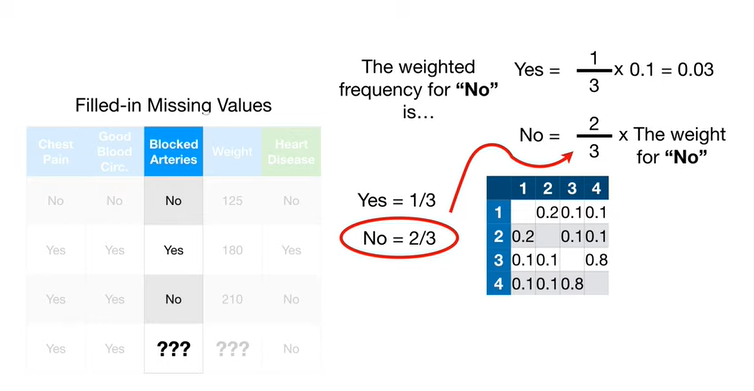 The weighted
frequency for “No”
is…
Yes = 1/3 x 0.1 = 0.03
No = 2/3 x The weight
for “No”
Filled-in Missing Values
Chest Pain Good Blood Circ. Blocked Arteries Weight Heart Disease
No No No 125 No
Yes Yes Yes 180 Yes
Yes Yes No 210 No
Yes Yes ??? ??? No
Yes = 1/3
No = 2/3
1 2 3 4
1 0.2 0.1 0.1
2 0.2 0.1 0.1
3 0.1 0.1 0.8
4 0.1 0.1 0.8